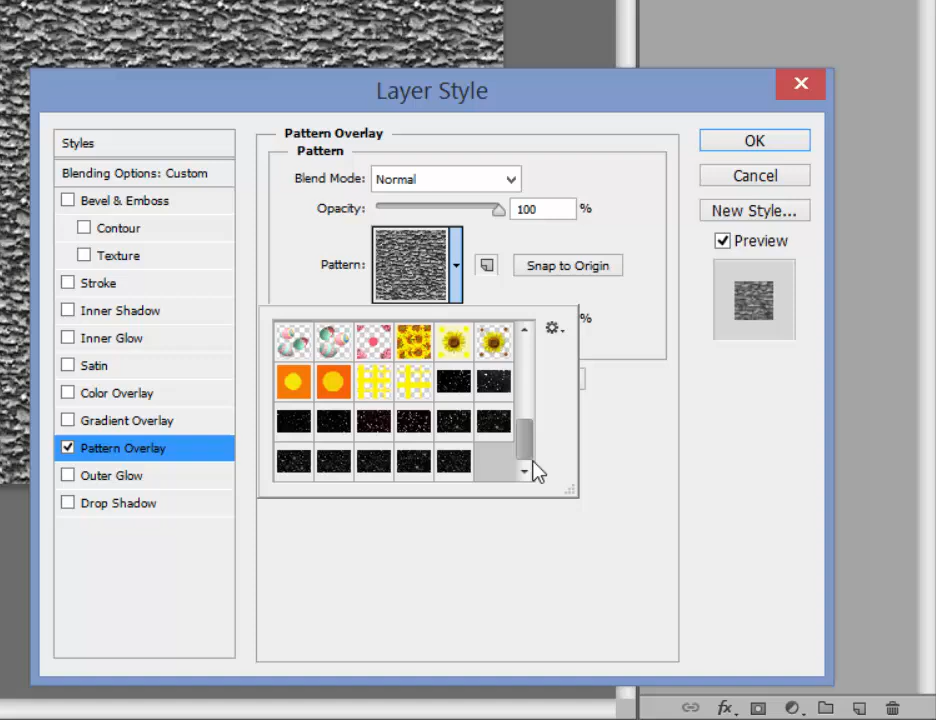 Layer Style
Styles
Blending Options: Custom
Bevel & Emboss
Contour
Texture
Stroke
Inner Shadow
Inner Glow
Satin
Color Overlay
Gradient Overlay
Pattern Overlay
Outer Glow
Drop Shadow
Pattern Overlay
Pattern
Blend Mode: Normal
Opacity: 100 %
Pattern: Snap to Origin
%
OK
Cancel
New Style...
Preview
fx